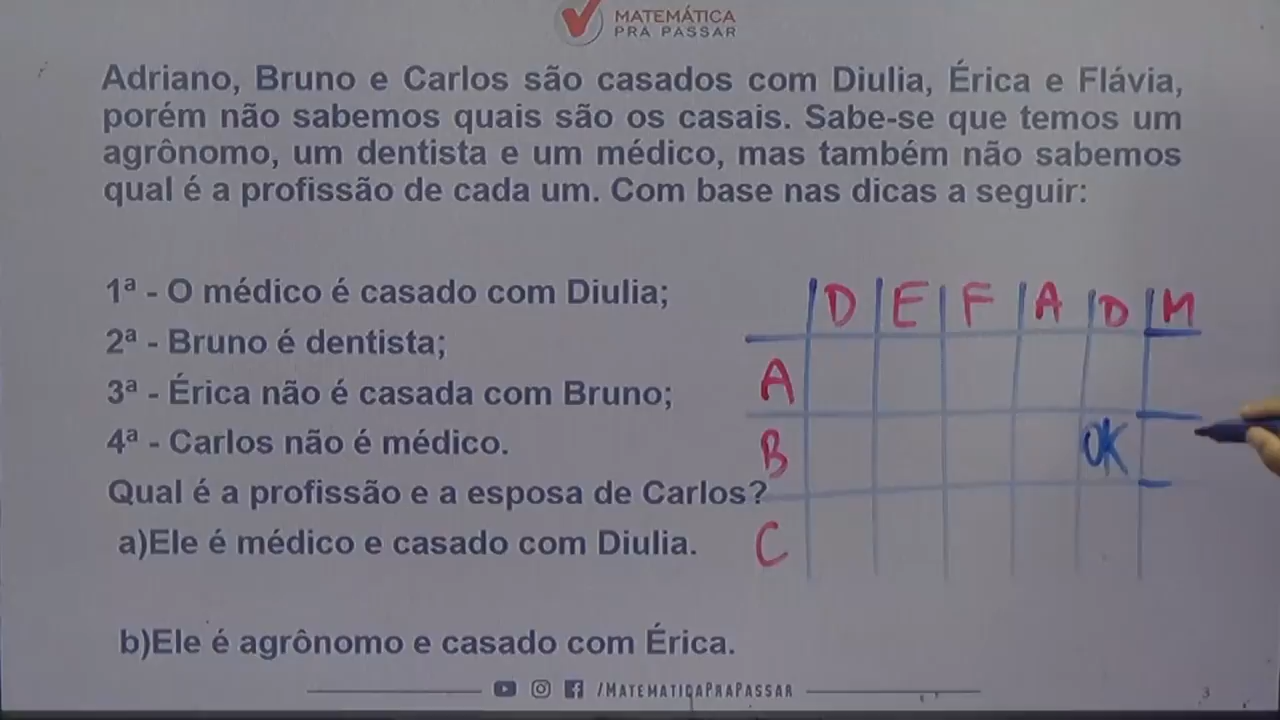 MATEMÁTICA
PRA PASSAR
Adriano, Bruno e Carlos são casados com Diulia, Érica e Flávia,
porém não sabemos quais são os casais. Sabe-se que temos um
agrônomo, um dentista e um médico, mas também não sabemos
qual é a profissão de cada um. Com base nas dicas a seguir:
1ª - O médico é casado com Diulia;
2ª - Bruno é dentista;
3ª - Érica não é casada com Bruno;
4ª - Carlos não é médico.
Qual é a profissão e a esposa de Carlos?
a)Ele é médico e casado com Diulia.
b)Ele é agrônomo e casado com Érica.
D E F A D M
A
B OK
C
/MATEMATICAPRAPASSAR
3